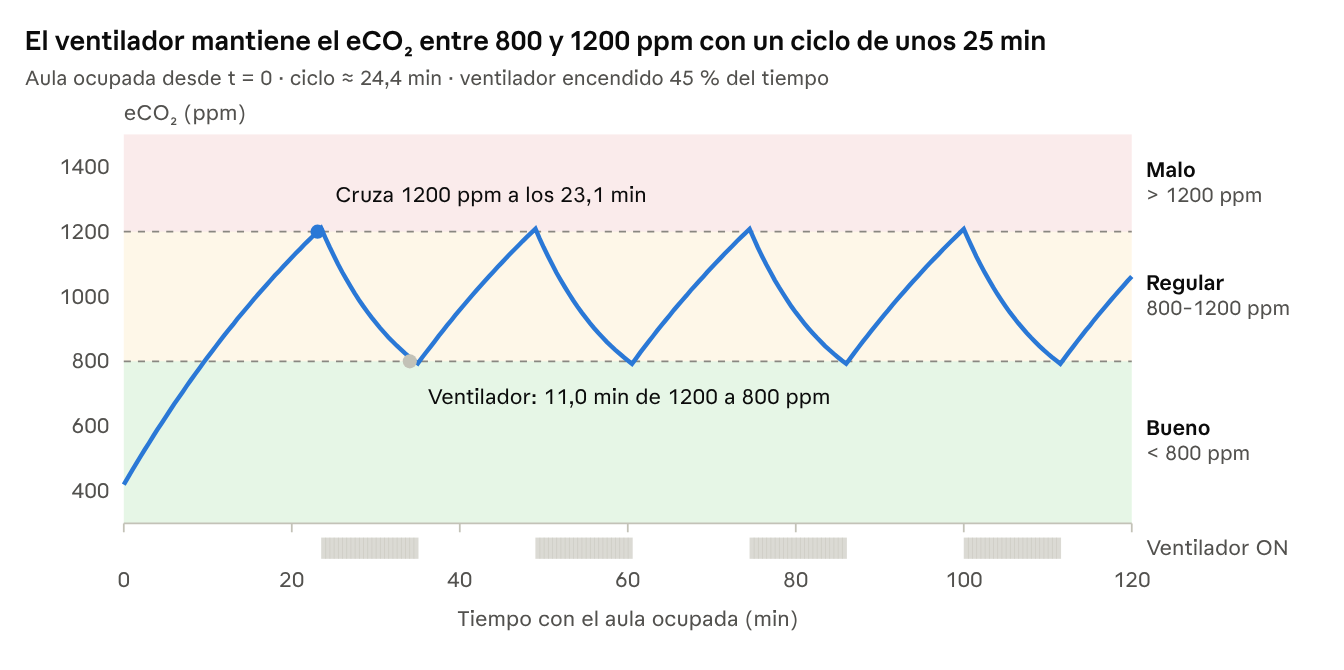 El ventilador mantiene el eCO₂ entre 800 y 1200 ppm con un ciclo de unos 25 min
Aula ocupada desde t = 0 · ciclo ≈ 24,4 min · ventilador encendido 45 % del tiempo
eCO₂ (ppm)
1400
1200
1000
800
600
400
Cruza 1200 ppm a los 23,1 min
Ventilador: 11,0 min de 1200 a 800 ppm
Malo
> 1200 ppm
Regular
800–1200 ppm
Bueno
< 800 ppm
Ventilador ON
0 20 40 60 80 100 120
Tiempo con el aula ocupada (min)